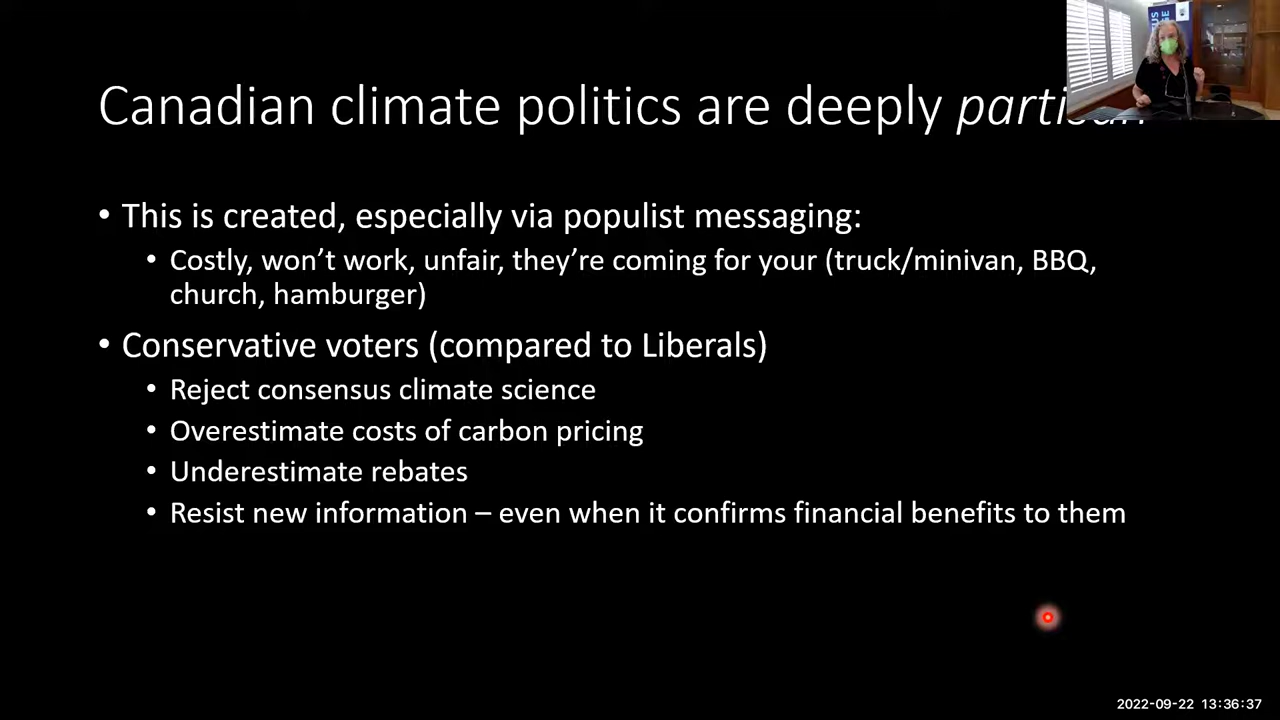 Canadian climate politics are deeply
• This is created, especially via populist messaging:
• Costly, won’t work, unfair, they’re coming for your (truck/minivan, BBQ,
church, hamburger)
• Conservative voters (compared to Liberals)
• Reject consensus climate science
• Overestimate costs of carbon pricing
• Underestimate rebates
• Resist new information – even when it confirms financial benefits to them
2022-09-22 13:36:37